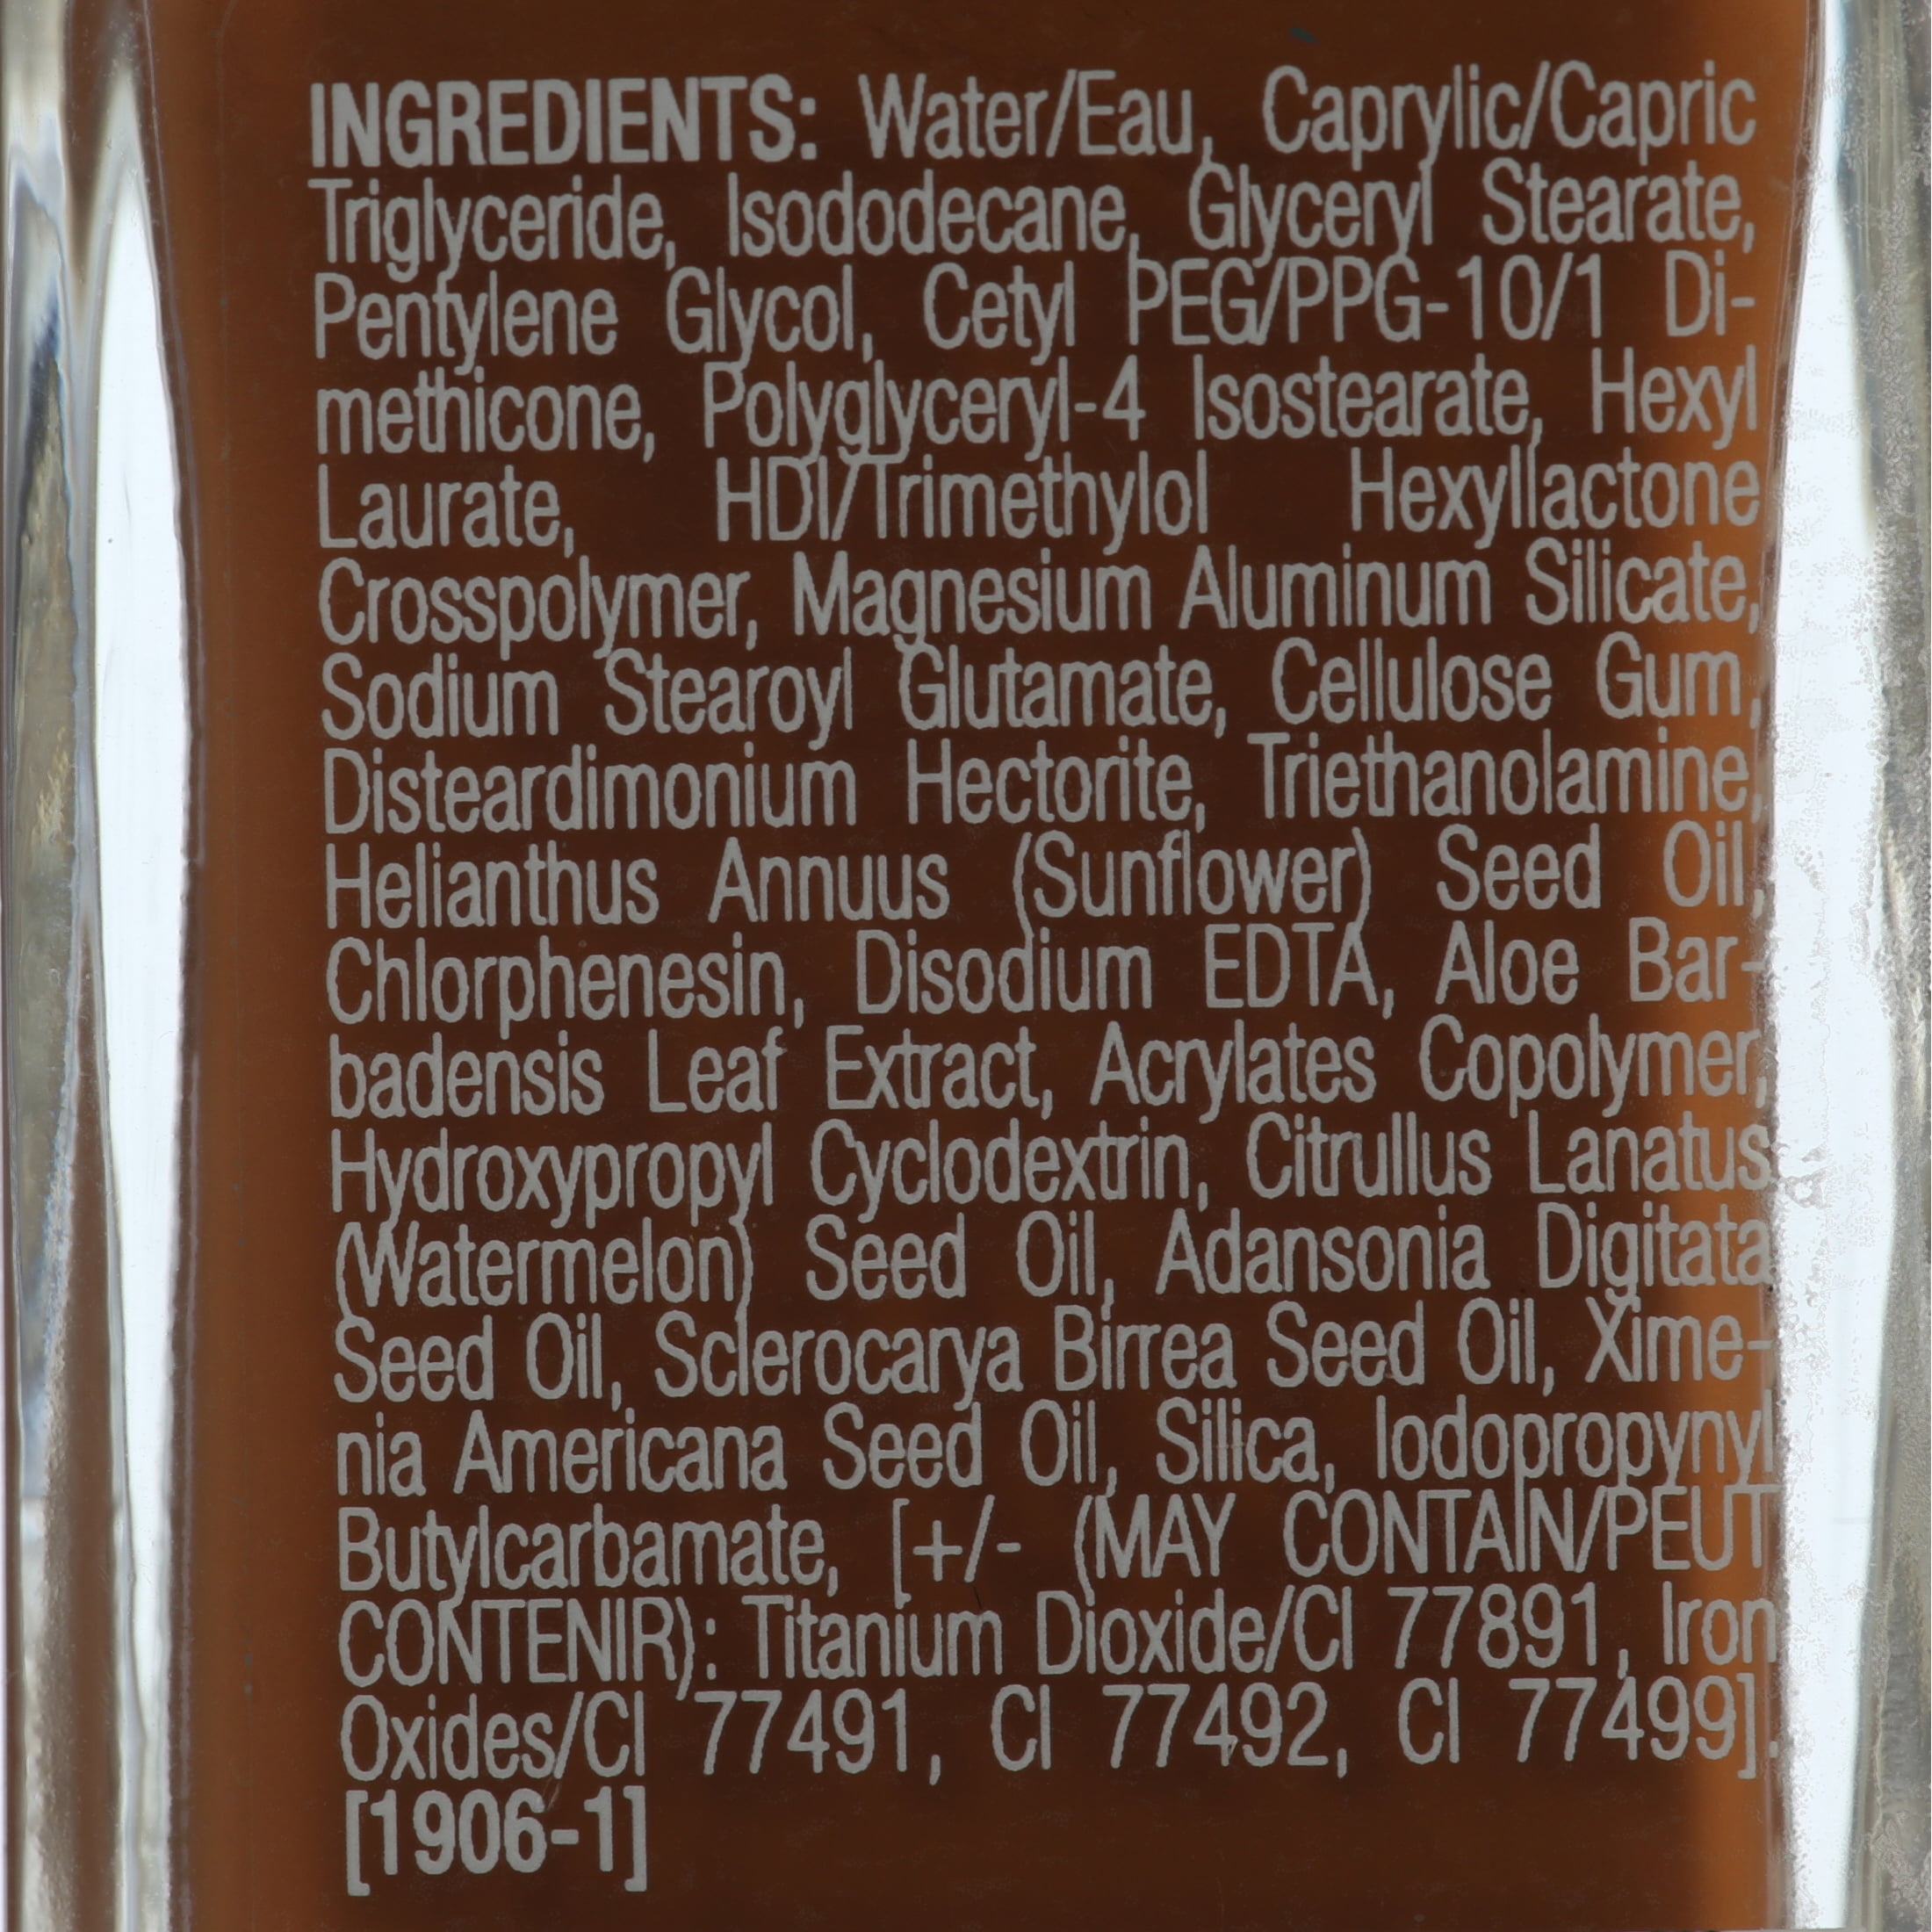 INGREDIENTS: Water/Eau, Caprylic/Capric
Triglyceride, Isododecane, Glyceryl Stearate,
Pentylene Glycol, Cetyl PEG/PPG-10/1 Di-
methicone, Polyglyceryl-4 Isostearate, Hexyl
Laurate, HDI/Trimethylol Hexyllactone
Crosspolymer, Magnesium Aluminum Silicate,
Sodium Stearoyl Glutamate, Cellulose Gum,
Disteardimonium Hectorite, Triethanolamine,
Helianthus Annuus (Sunflower) Seed Oil,
Chlorphenesin, Disodium EDTA, Aloe Bar-
badensis Leaf Extract, Acrylates Copolymer,
Hydroxypropyl Cyclodextrin, Citrullus Lanatus
(Watermelon) Seed Oil, Adansonia Digitata
Seed Oil, Sclerocarya Birrea Seed Oil, Xime-
nia Americana Seed Oil, Silica, Iodopropynyl
Butylcarbamate, [+/- (MAY CONTAIN/PEUT
CONTENIR): Titanium Dioxide/CI 77891, Iron
Oxides/CI 77491, CI 77492, CI 77499].
[1906-1]